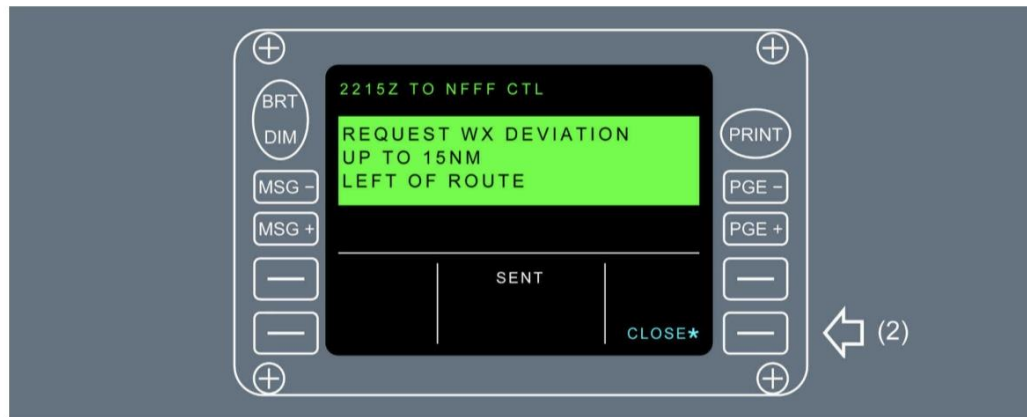 BRT
DIM
MSG –
MSG +
2215Z TO NFFF CTL
REQUEST WX DEVIATION
UP TO 15NM
LEFT OF ROUTE
SENT
CLOSE*
PRINT
PGE –
PGE +
(2)